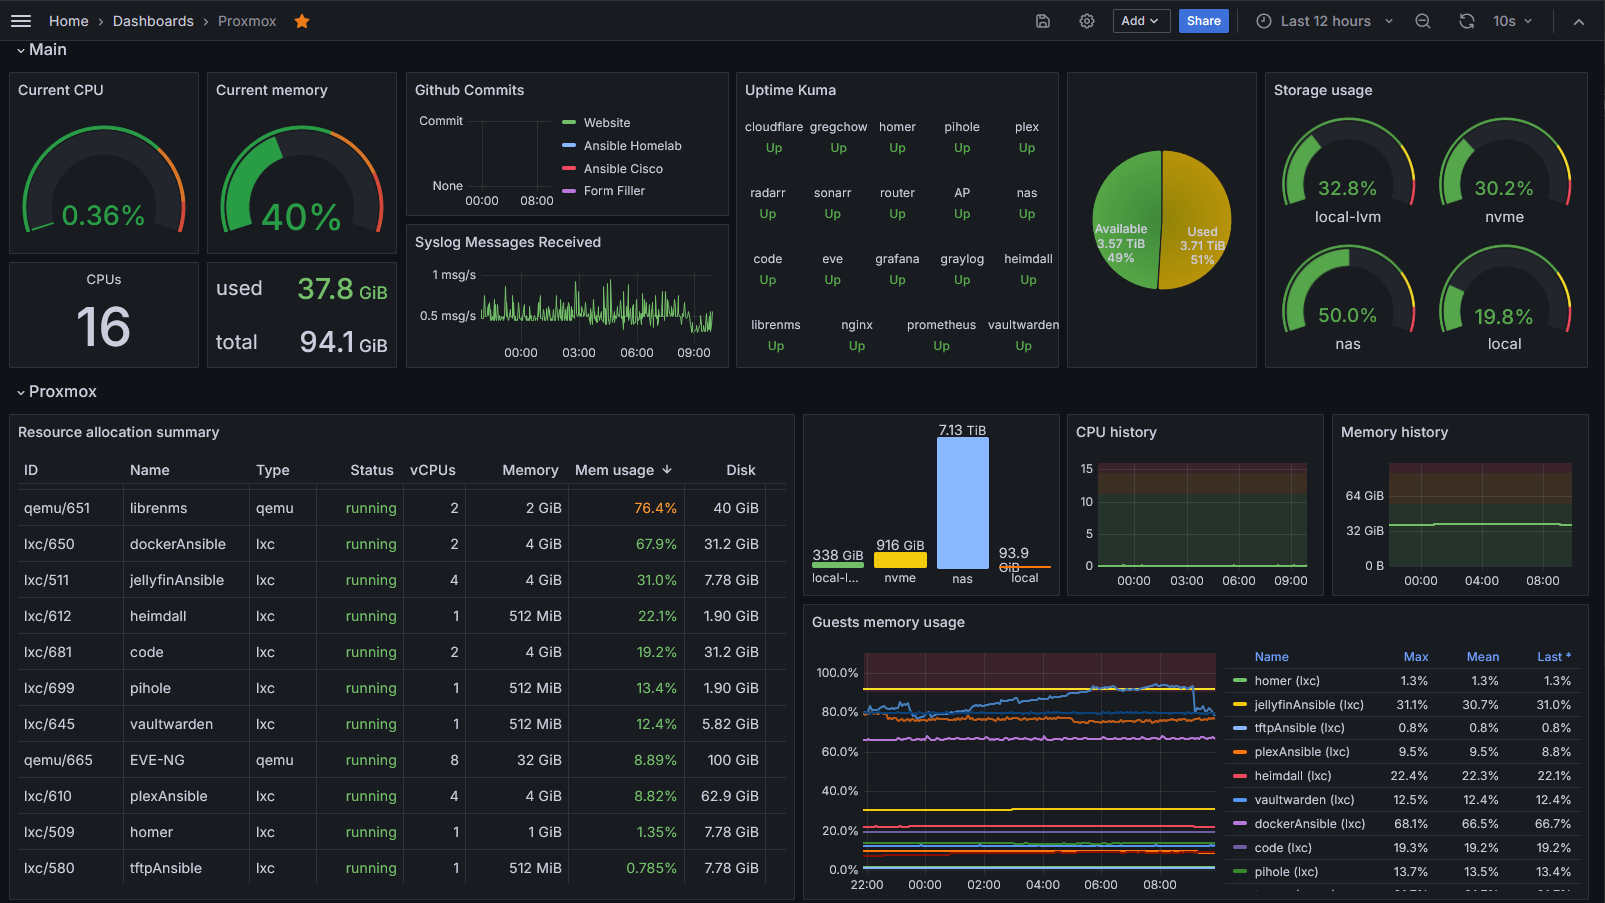 Home › Dashboards › Proxmox
Add
Share
Last 12 hours
10s
Main
Current CPU
0.36%
Current memory
40%
CPUs
16
used 37.8 GiB
total 94.1 GiB
Github Commits
Commit
None
00:00 08:00
Website
Ansible Homelab
Ansible Cisco
Form Filler
Syslog Messages Received
1 msg/s
0.5 msg/s
00:00 03:00 06:00 09:00
Uptime Kuma
cloudflare gregchow homer pihole plex
Up Up Up Up Up
radarr sonarr router AP nas
Up Up Up Up Up
code eve grafana graylog heimdall
Up Up Up Up Up
librenms nginx prometheus vaultwarden
Up Up Up Up
Available
3.57 TiB
49%
Used
3.71 TiB
51%
Storage usage
32.8% 30.2%
local-lvm nvme
50.0% 19.8%
nas local
Proxmox
Resource allocation summary
ID Name Type Status vCPUs Memory Mem usage Disk
qemu/651 librenms qemu running 2 2 GiB 76.4% 40 GiB
lxc/650 dockerAnsible lxc running 2 4 GiB 67.9% 31.2 GiB
lxc/511 jellyfinAnsible lxc running 4 4 GiB 31.0% 7.78 GiB
lxc/612 heimdall lxc running 1 512 MiB 22.1% 1.90 GiB
lxc/681 code lxc running 2 4 GiB 19.2% 31.2 GiB
lxc/699 pihole lxc running 1 512 MiB 13.4% 1.90 GiB
lxc/645 vaultwarden lxc running 1 512 MiB 12.4% 5.82 GiB
qemu/665 EVE-NG qemu running 8 32 GiB 8.89% 100 GiB
lxc/610 plexAnsible lxc running 4 4 GiB 8.82% 62.9 GiB
lxc/509 homer lxc running 1 1 GiB 1.35% 7.78 GiB
lxc/580 tftpAnsible lxc running 1 512 MiB 0.785% 7.78 GiB
7.13 TiB
338 GiB 916 GiB 93.9 GiB
local-l... nvme nas local
CPU history
15
10
5
0
00:00 03:00 06:00 09:00
Memory history
64 GiB
32 GiB
0 B
00:00 04:00 08:00
Guests memory usage
100.0%
80.0%
60.0%
40.0%
20.0%
0.0%
22:00 00:00 02:00 04:00 06:00 08:00
Name Max Mean Last *
homer (lxc) 1.3% 1.3% 1.3%
jellyfinAnsible (lxc) 31.1% 30.7% 31.0%
tftpAnsible (lxc) 0.8% 0.8% 0.8%
plexAnsible (lxc) 9.5% 9.5% 8.8%
heimdall (lxc) 22.4% 22.3% 22.1%
vaultwarden (lxc) 12.5% 12.4% 12.4%
dockerAnsible (lxc) 68.1% 66.5% 66.7%
code (lxc) 19.3% 19.2% 19.2%
pihole (lxc) 13.7% 13.5% 13.4%